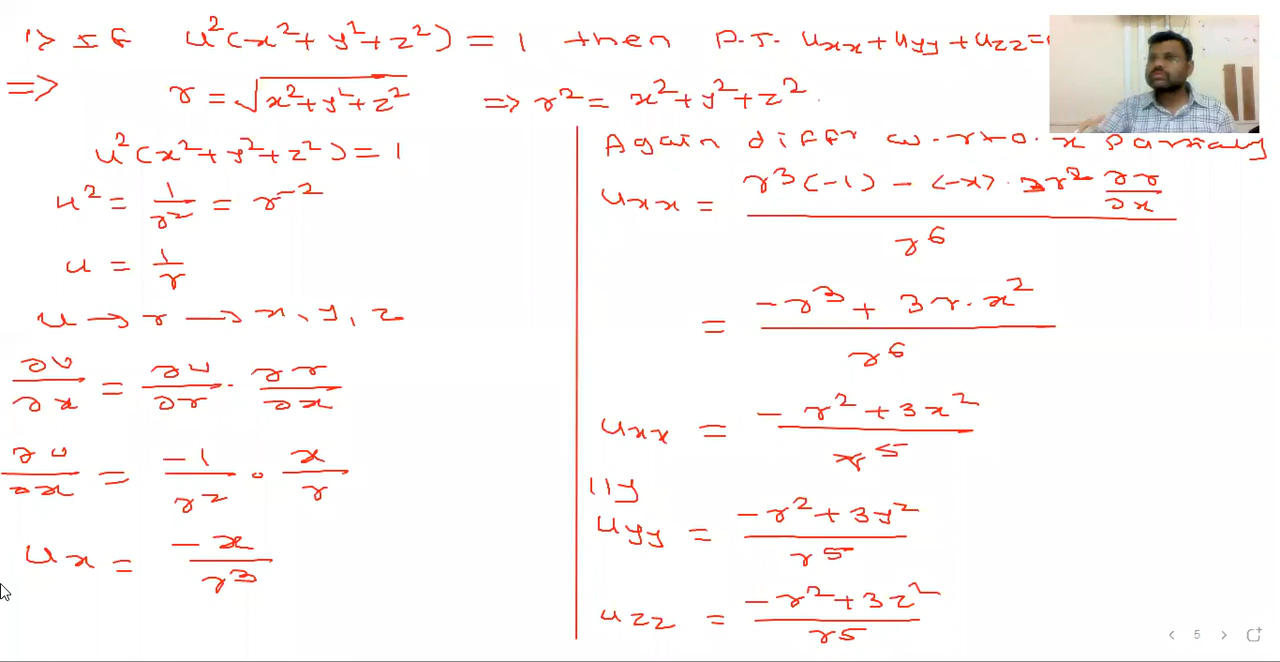 1> If u²(x²+y²+z²) = 1 then P.T. uxx+uyy+uzz=
=> r = √x²+y²+z² => r² = x²+y²+z²
u²(x²+y²+z²) = 1
u² = 1/r² = r⁻²
u = 1/r
u → r → x, y, z
∂u/∂x = ∂u/∂r · ∂r/∂x
∂u/∂x = -1/r² · x/r
ux = -x/r³
Again diffr w.r.to. x partially
uxx = r³(-1) - (-x) · 3r² ∂r/∂x / r⁶
= -r³ + 3r·x² / r⁶
uxx = -r² + 3x² / r⁵
lly
uyy = -r² + 3y² / r⁵
uzz = -r² + 3z² / r5
< 5 >